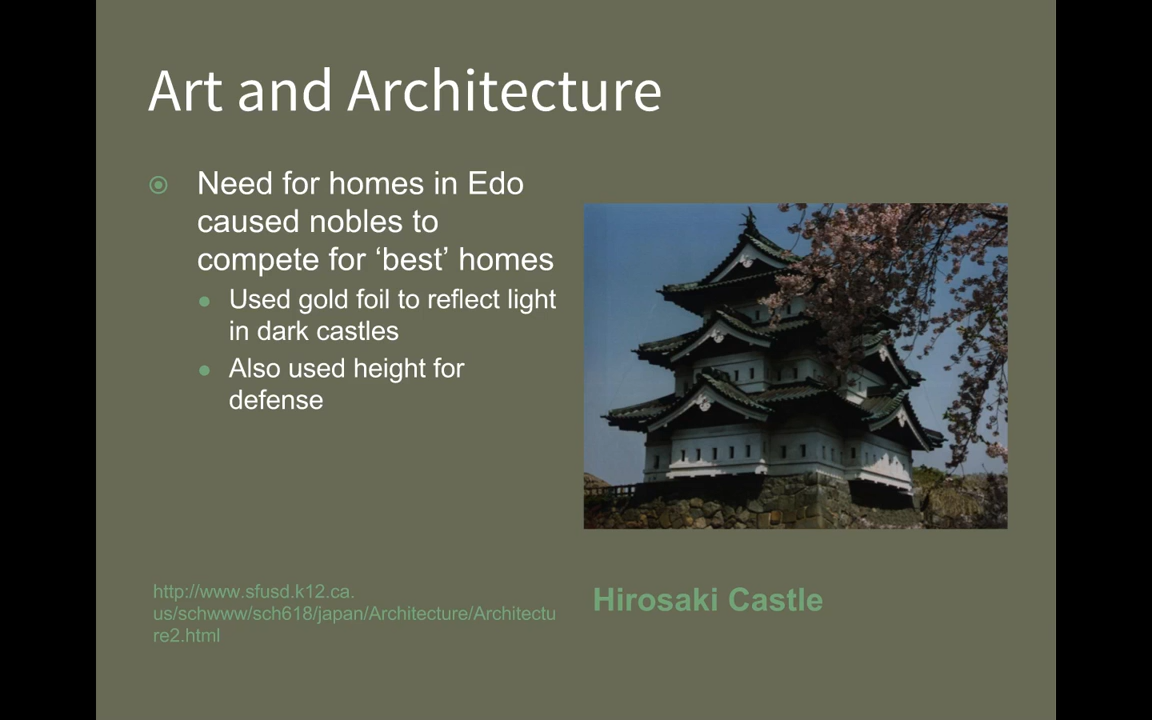 Art and Architecture
Need for homes in Edo
caused nobles to
compete for ‘best’ homes
Used gold foil to reflect light
in dark castles
Also used height for
defense
http://www.sfusd.k12.ca.
us/schwww/sch618/japan/Architecture/Architectu
re2.html
Hirosaki Castle